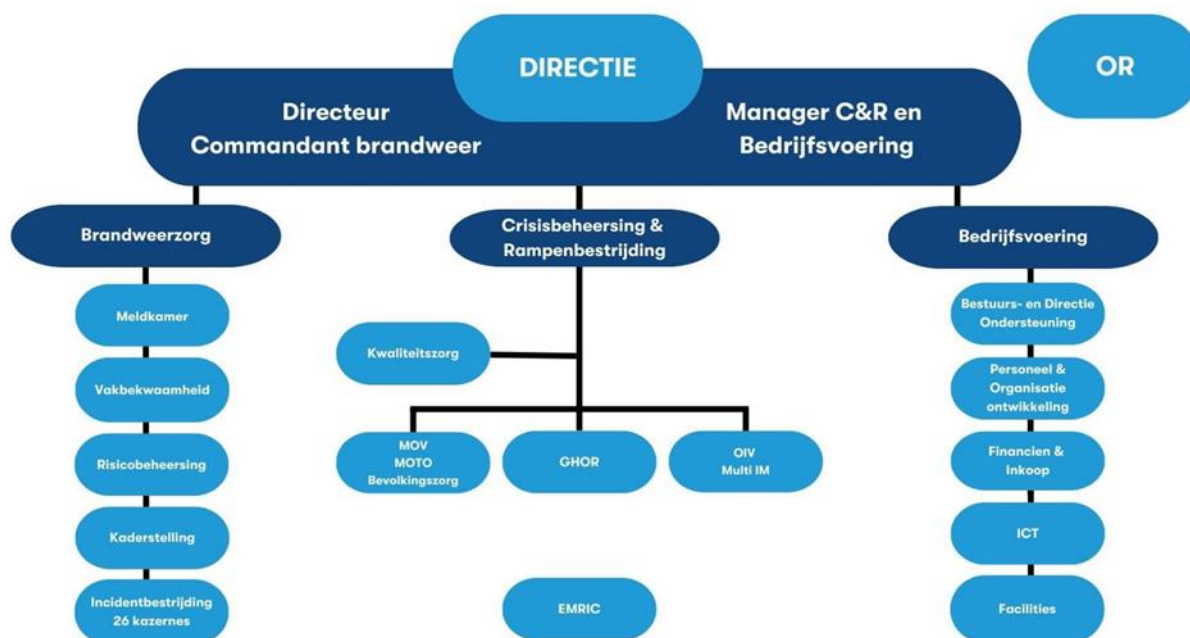 DIRECTIE
OR
Directeur
Commandant brandweer
Manager C&R en
Bedrijfsvoering
Brandweerzorg
Crisisbeheersing &
Rampenbestrijding
Bedrijfsvoering
Meldkamer
Vakbekwaamheid
Risicobeheersing
Kaderstelling
Incidentbestrijding
26 kazernes
Kwaliteitszorg
MOV
MOTO
Bevolkingszorg
GHOR
OIV
Multi IM
EMRIC
Bestuurs- en Directie
Ondersteuning
Personeel &
Organisatie
ontwikkeling
Financien &
Inkoop
ICT
Facilities